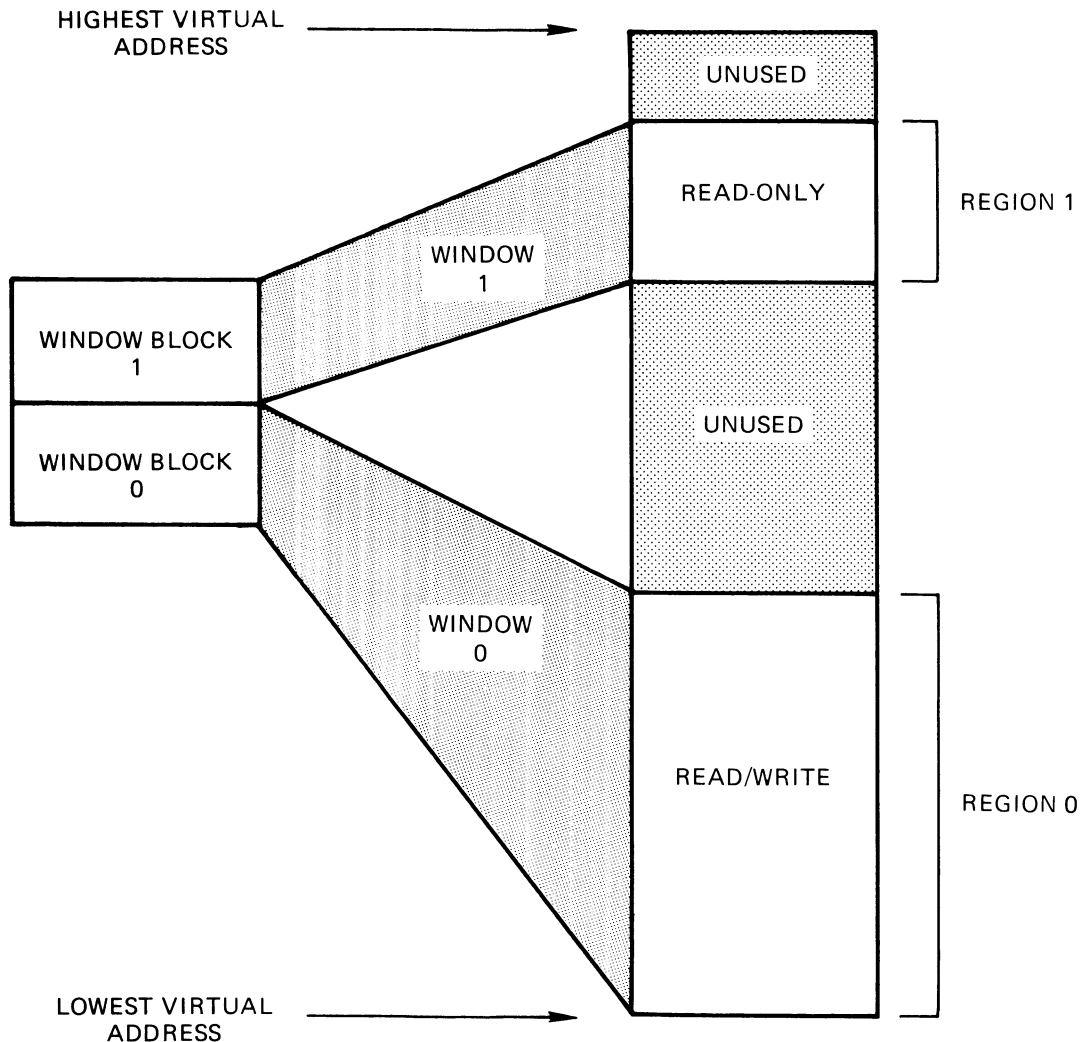 HIGHEST VIRTUAL
ADDRESS
UNUSED
READ-ONLY
REGION 1
WINDOW
1
WINDOW BLOCK
1
UNUSED
WINDOW BLOCK
0
WINDOW
0
READ/WRITE
REGION 0
LOWEST VIRTUAL
ADDRESS